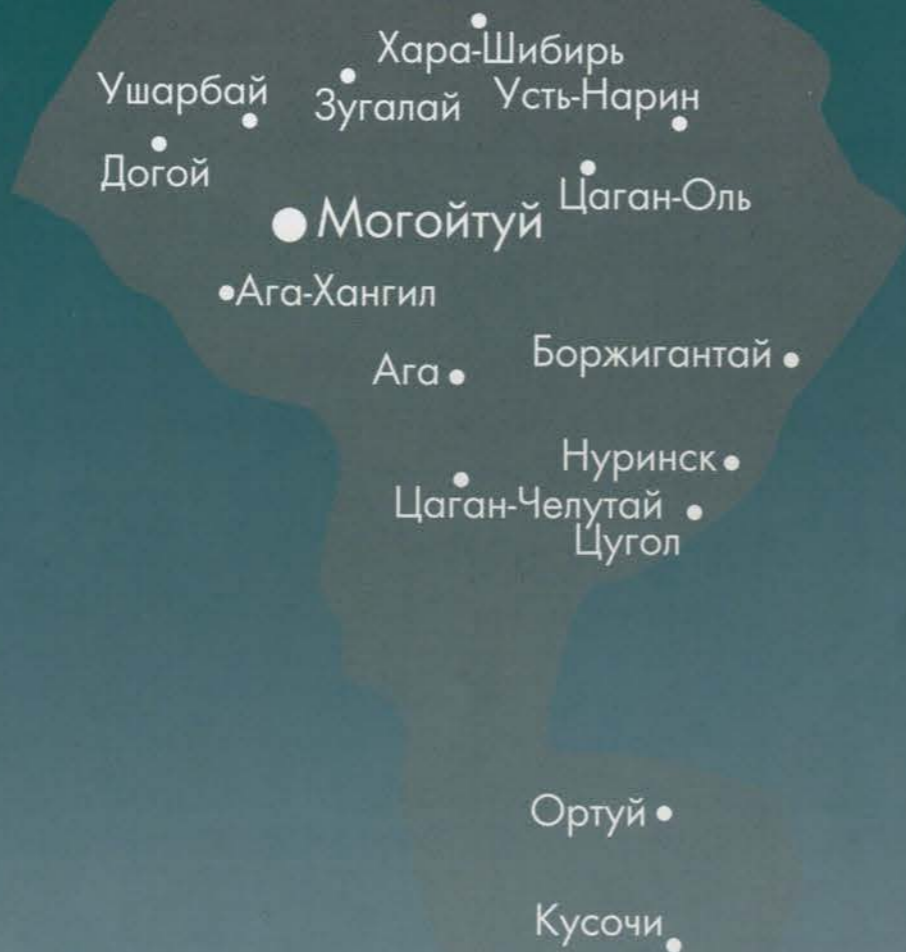 Хара-Шибирь
Ушарбай
Зугалай
Усть-Нарин
Догой
Цаган-Оль
Могойтуй
Ага-Хангил
Боржигантай
Ага
Нуринск
Цаган-Челутай
Цугол
Ортуй
Кусочи